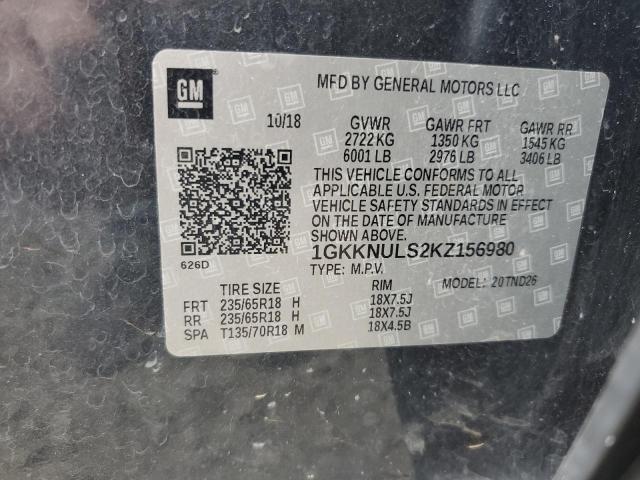 GM
MFD BY GENERAL MOTORS LLC
10/18 GVWR GAWR FRT GAWR RR
2722 KG 1350 KG 1545 KG
6001 LB 2976 LB 3406 LB
THIS VEHICLE CONFORMS TO ALL
APPLICABLE U.S. FEDERAL MOTOR
VEHICLE SAFETY STANDARDS IN EFFECT
ON THE DATE OF MANUFACTURE
SHOWN ABOVE.
626D
1GKKNULS2KZ156980
TYPE: M.P.V. MODEL: 20TND26
TIRE SIZE RIM
FRT 235/65R18 H 18X7.5J
RR 235/65R18 H 18X7.5J
SPA T135/70R18 M 18X4.5B